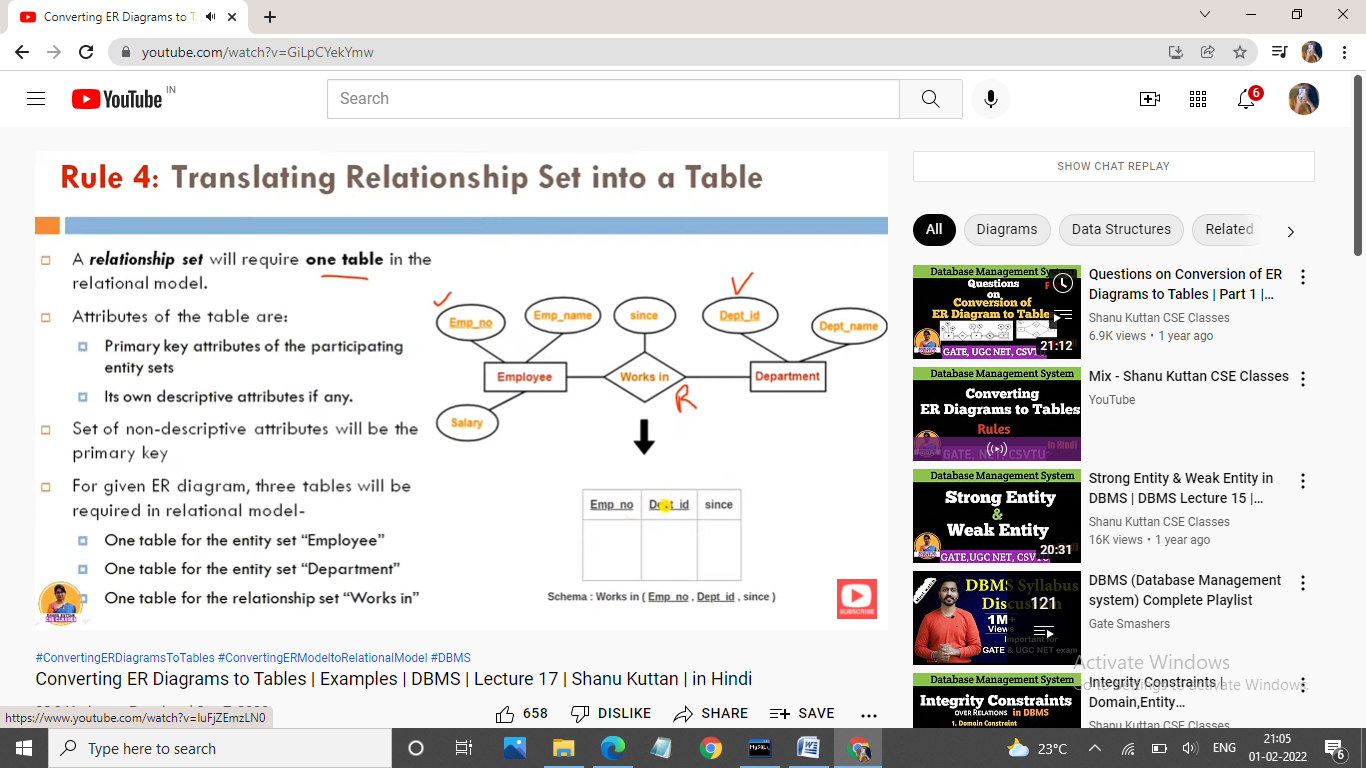 Converting ER Diagrams to T
youtube.com/watch?v=GiLpCYekYmw
YouTube IN
Search
6
Rule 4: Translating Relationship Set into a Table
A relationship set will require one table in the
relational model.
Attributes of the table are:
Primary key attributes of the participating
entity sets
Its own descriptive attributes if any.
Set of non-descriptive attributes will be the
primary key
For given ER diagram, three tables will be
required in relational model-
One table for the entity set “Employee”
One table for the entity set “Department”
One table for the relationship set “Works in”
Emp_no
Emp_name
since
Dept_id
Dept_name
Employee
Works in
Department
R
Salary
Emp_no Dept_id since
Schema : Works in ( Emp_no , Dept_id , since )
SHANU KUTTAN
CSE CLASSES
SUBSCRIBE
#ConvertingERDiagramsToTables #ConvertingERModeltoRelationalModel #DBMS
Converting ER Diagrams to Tables | Examples | DBMS | Lecture 17 | Shanu Kuttan | in Hindi
658 DISLIKE SHARE SAVE
https://www.youtube.com/watch?v=IuFjZEmzLN0
SHOW CHAT REPLAY
All Diagrams Data Structures Related
Database Management Sy
Questions
on
Conversion of ER
Diagrams to Table
GATE, UGC NET, CSVT
21:12
Questions on Conversion of ER
Diagrams to Tables | Part 1 |...
Shanu Kuttan CSE Classes
6.9K views • 1 year ago
Database Management System
Converting
ER Diagrams to Tables
Rules
in Hindi
GATE, NET, CSVTU
Mix - Shanu Kuttan CSE Classes
YouTube
Database Management System
Strong Entity
&
Weak Entity
GATE,UGC NET, CSV
20:31
Strong Entity & Weak Entity in
DBMS | DBMS Lecture 15 |...
Shanu Kuttan CSE Classes
16K views • 1 year ago
DBMS Syllabus
Discussion
1M+
Views
Important for
GATE & UGC NET exam
121
DBMS (Database Management
system) Complete Playlist
Gate Smashers
Database Management System
Integrity Constraints
OVER RELATIONS IN DBMS
1. Domain Constraint
Integrity Constraints |
Domain,Entity...
Shanu Kuttan CSE Classes
Activate Windows
Go to Settings to activate Windows.
Type here to search
23°C
ENG
21:05
01-02-2022
6